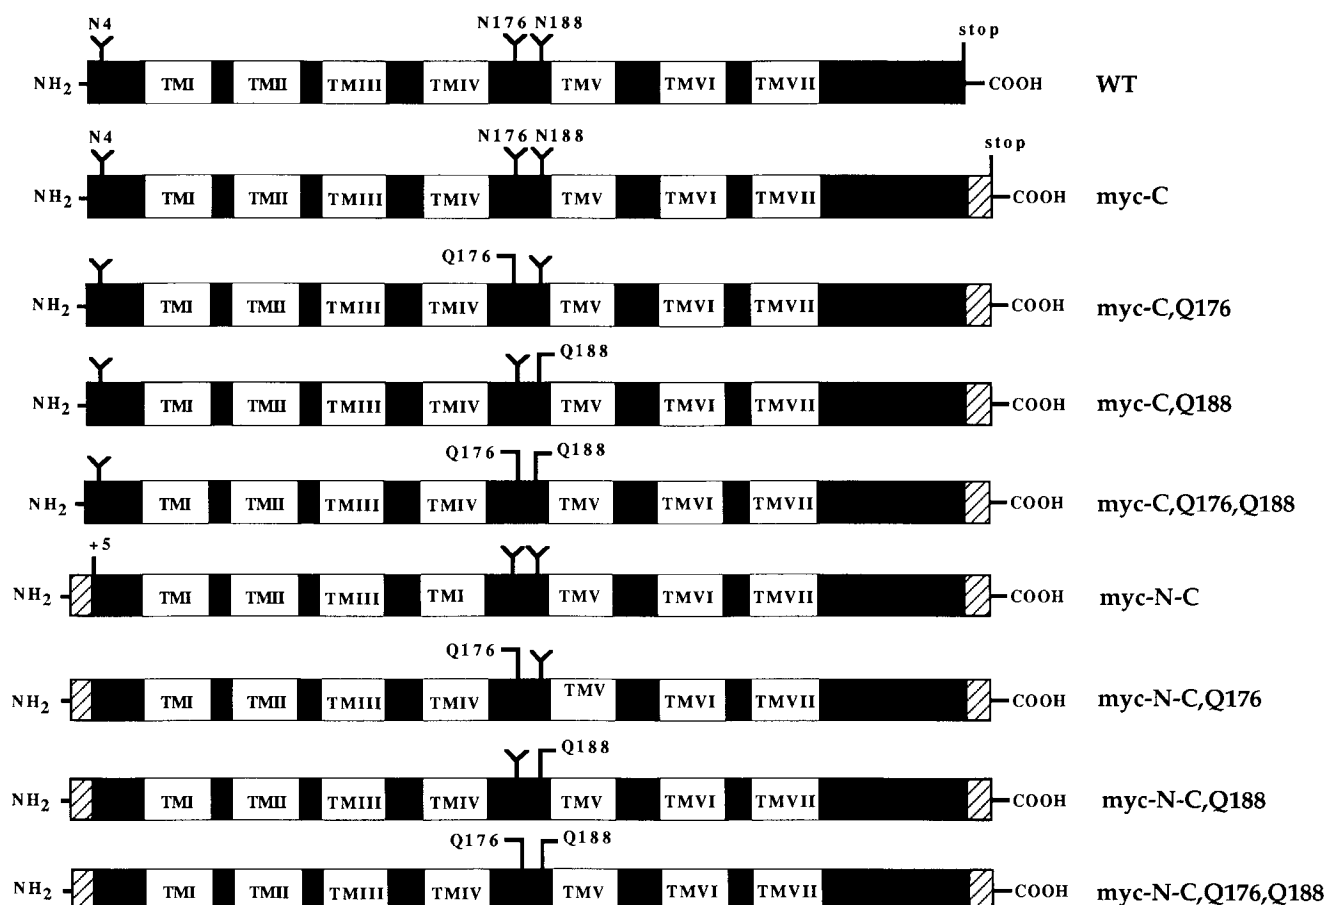 N4 N176 N188 stop
NH2 TMI TMII TMIII TMIV TMV TMVI TMVII COOH WT
N4 N176 N188 stop
NH2 TMI TMII TMIII TMIV TMV TMVI TMVII COOH myc-C
Q176
NH2 TMI TMII TMIII TMIV TMV TMVI TMVII COOH myc-C,Q176
Q188
NH2 TMI TMII TMIII TMIV TMV TMVI TMVII COOH myc-C,Q188
Q176 Q188
NH2 TMI TMII TMIII TMIV TMV TMVI TMVII COOH myc-C,Q176,Q188
+5
NH2 TMI TMII TMIII TMI TMV TMVI TMVII COOH myc-N-C
Q176
NH2 TMI TMII TMIII TMIV TMV TMVI TMVII COOH myc-N-C,Q176
Q188
NH2 TMI TMII TMIII TMIV TMV TMVI TMVII COOH myc-N-C,Q188
Q176 Q188
NH2 TMI TMII TMIII TMIV TMV TMVI TMVII COOH myc-N-C,Q176,Q188